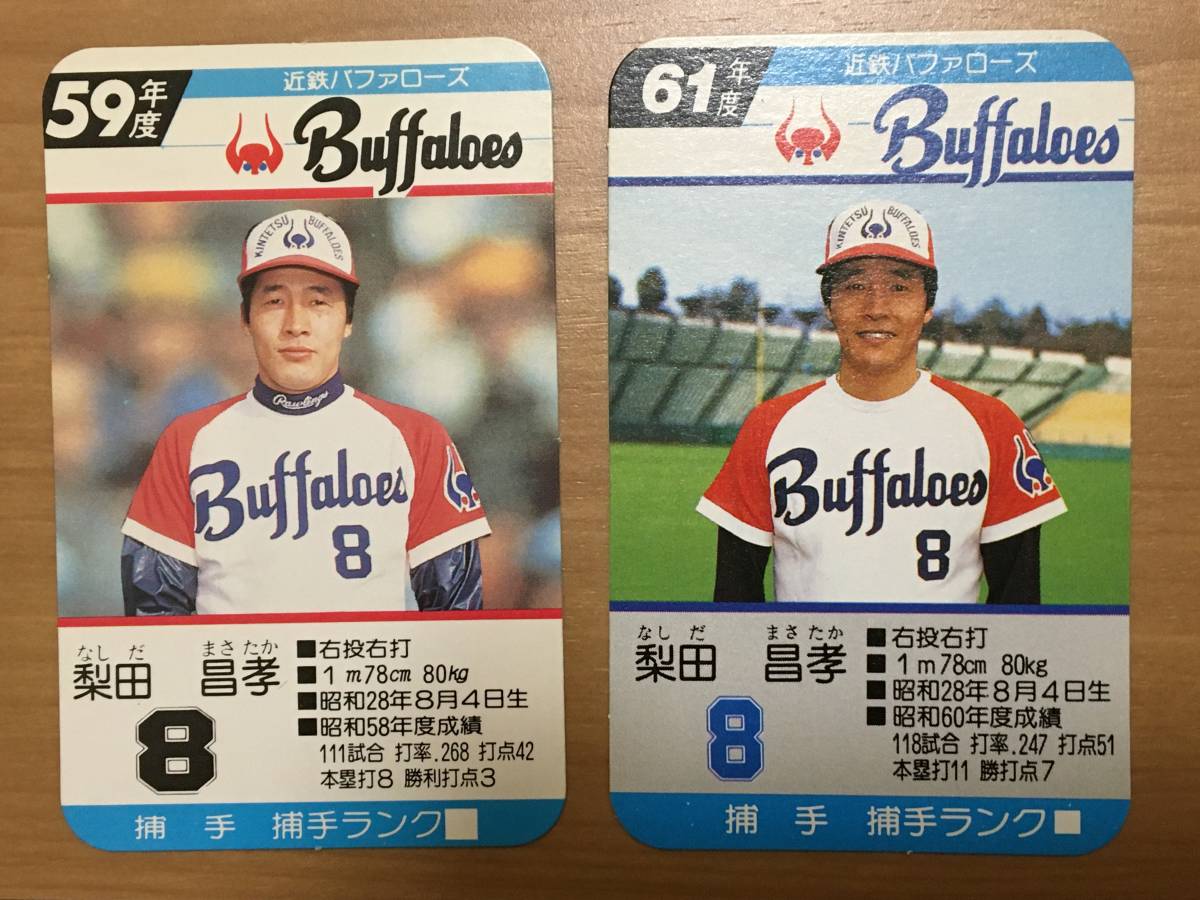 59年度
近鉄バファローズ
Buffaloes
KINTETSU BUFFALOES
Rawlings
Buffaloes
8
なしだ まさたか
梨田 昌孝
8
■右投右打
■1m78cm 80kg
■昭和28年8月4日生
■昭和58年度成績
111試合 打率.268 打点42
本塁打8 勝利打点3
捕手 捕手ランク
61年度
近鉄バファローズ
Buffaloes
KINTETSU BUFFALOES
Buffaloes
8
なしだ まさたか
梨田 昌孝
8
■右投右打
■1m78cm 80kg
■昭和28年8月4日生
■昭和60年度成績
118試合 打率.247 打点51
本塁打11 勝打点7
捕手 捕手ランク